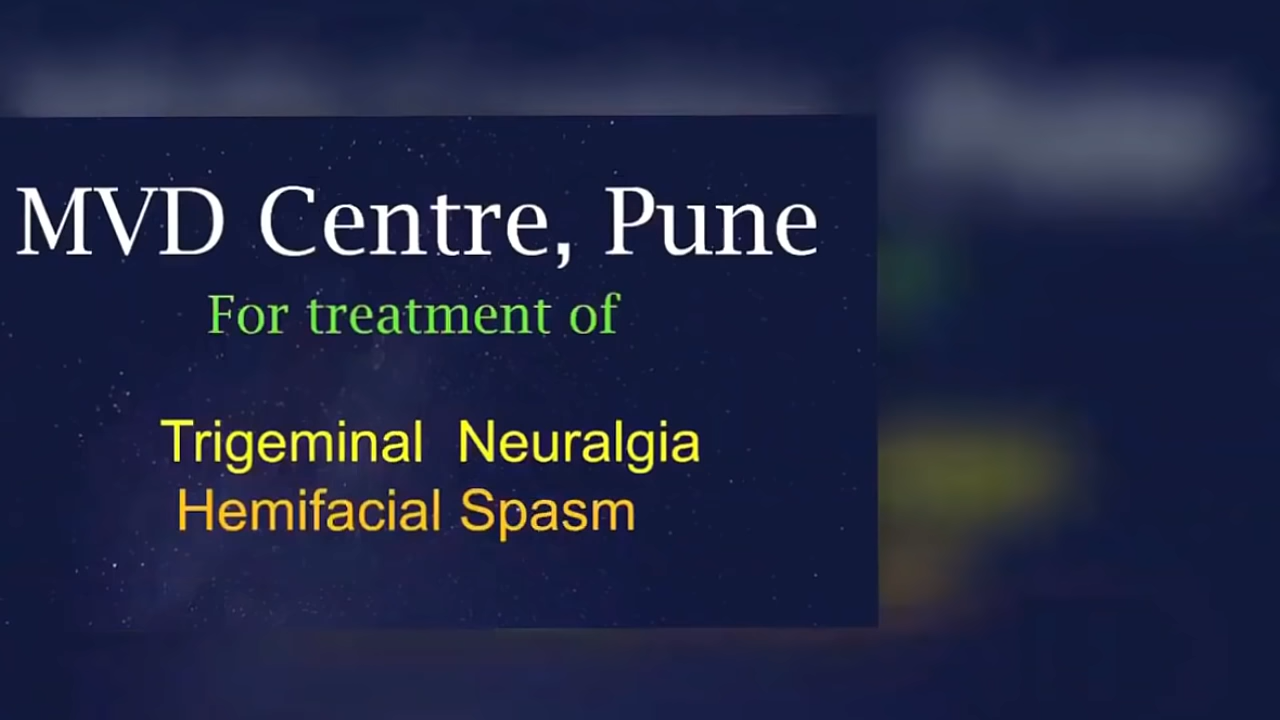 MVD Centre, Pune
For treatment of
Trigeminal Neuralgia
Hemifacial Spasm